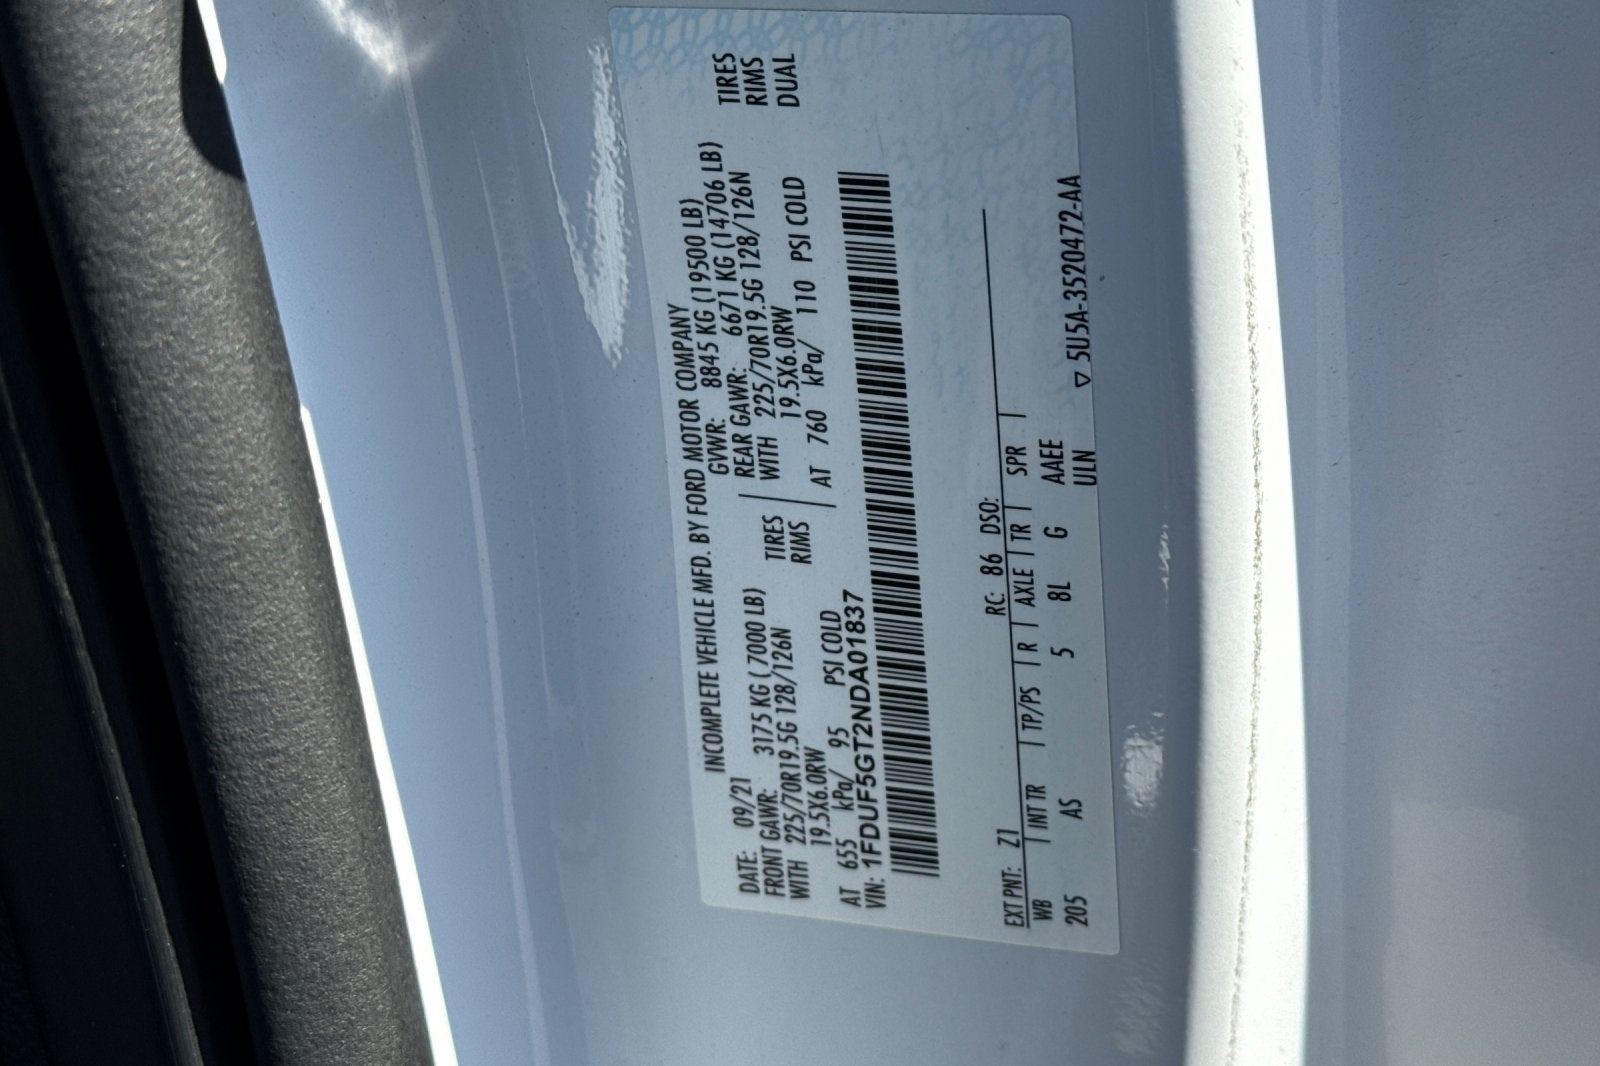 INCOMPLETE VEHICLE MFD. BY FORD MOTOR COMPANY
DATE: 09/21 GVWR: 8845 KG (19500 LB)
FRONT GAWR: 3175 KG ( 7000 LB) REAR GAWR: 6671 KG (14706 LB)
WITH 225/70R19.5G 128/126N TIRES WITH 225/70R19.5G 128/126N TIRES
19.5X6.0RW RIMS 19.5X6.0RW RIMS
AT 655 kPa/ 95 PSI COLD AT 760 kPa/ 110 PSI COLD DUAL
VIN: 1FDUF5GT2NDA01837
EXT PNT: Z1 RC: 86 DSO:
WB INT TR TP/PS R AXLE TR SPR
205 AS 5 8L G AAEE
ULN
▽ 5U5A-3520472-AA